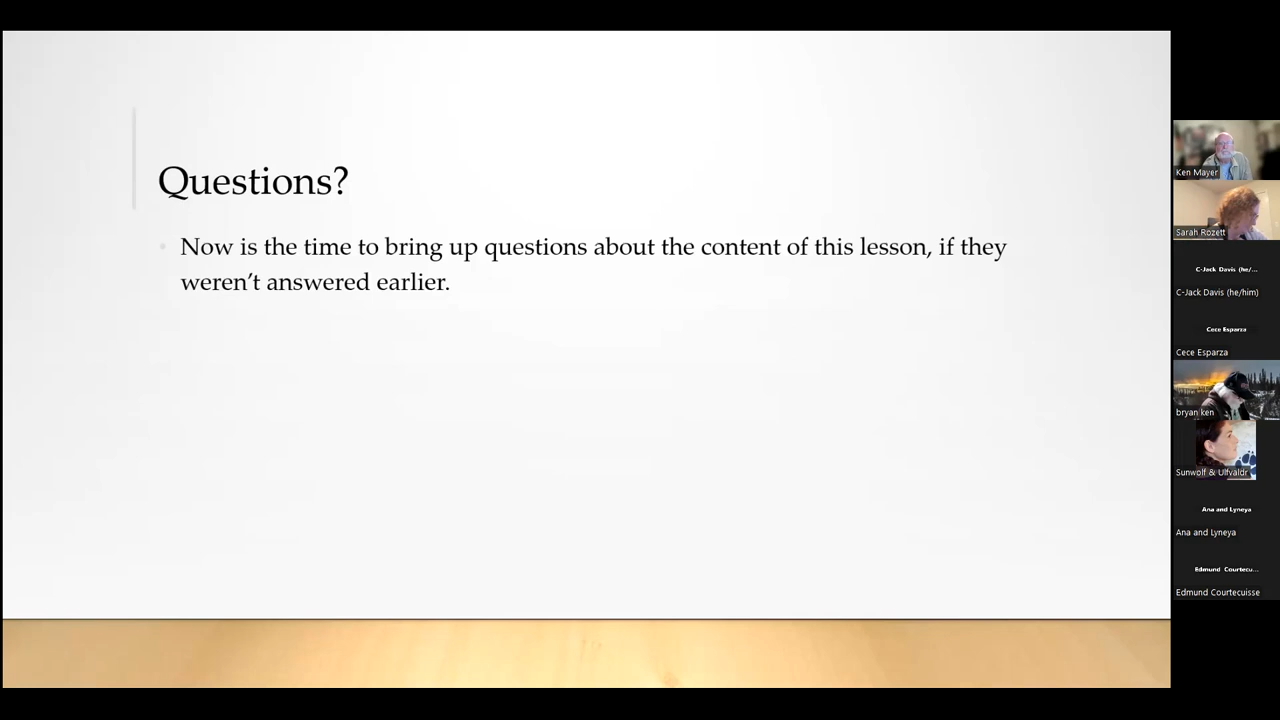 Questions?
Now is the time to bring up questions about the content of this lesson, if they
weren’t answered earlier.
Ken Mayer
Sarah Rozett
C-Jack Davis (he/...
C-Jack Davis (he/him)
Cece Esparza
Cece Esparza
bryan ken
Sunwolf & Ulfvaldr
Ana and Lyneya
Ana and Lyneya
Edmund Courtecu...
Edmund Courtecuisse